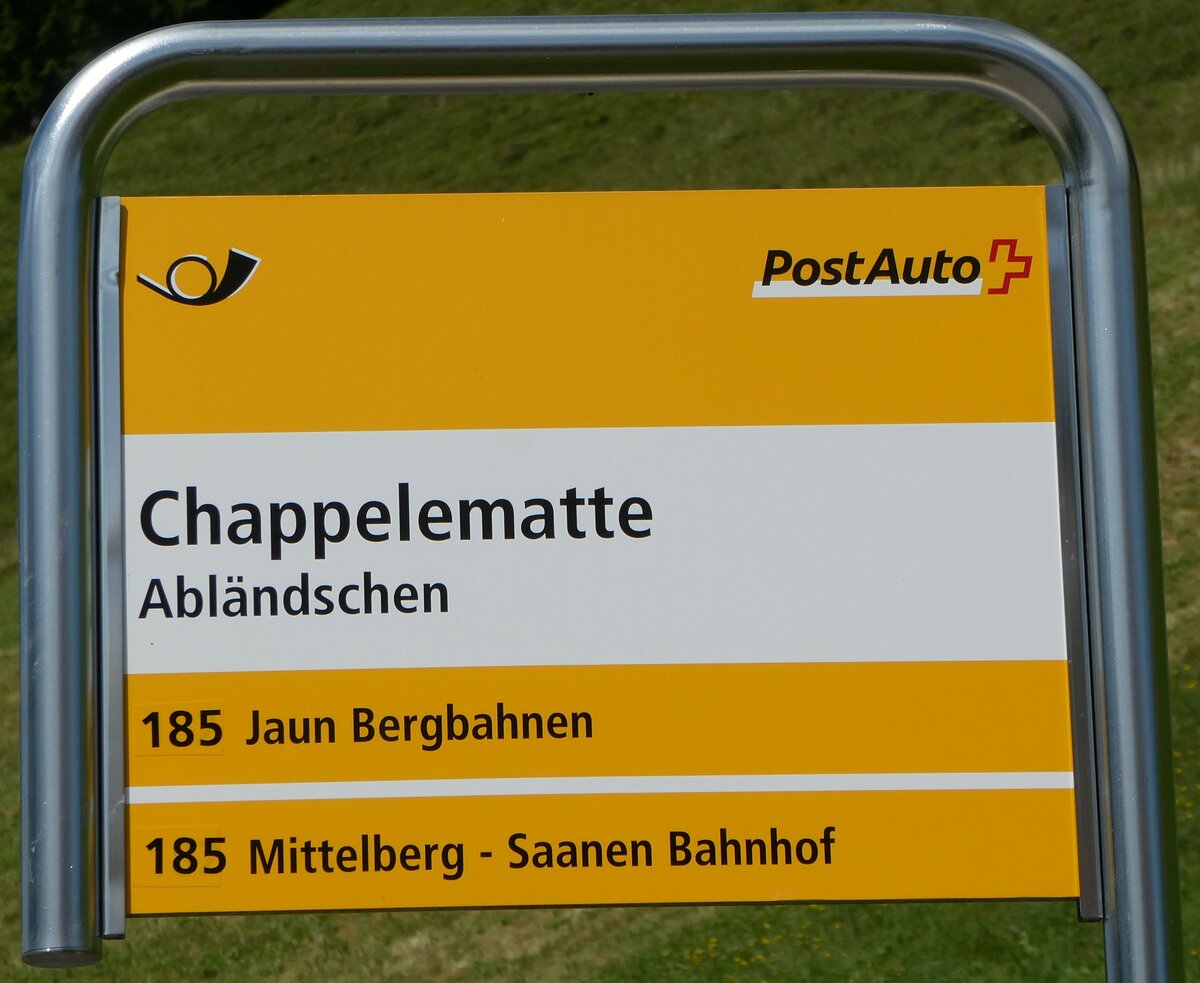 PostAuto
Chappelematte
Abländschen
185 Jaun Bergbahnen
185 Mittelberg - Saanen Bahnhof